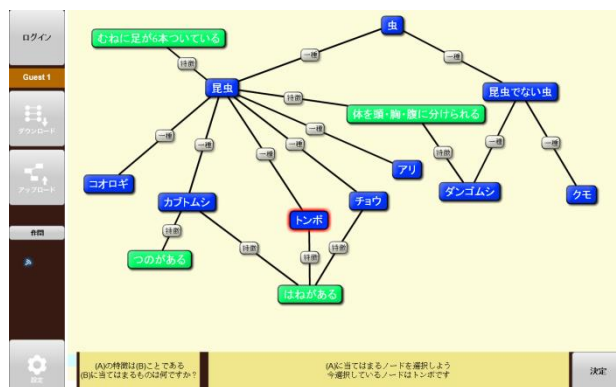 ログイン
Guest 1
ダウンロード
アップロード
作問
設定
虫
むねに足が6本ついている
特徴
一種
一種
昆虫
昆虫でない虫
特徴
体を頭・胸・腹に分けられる
一種
一種
一種
一種
一種
特徴
一種
一種
アリ
コオロギ
カブトムシ
チョウ
ダンゴムシ
クモ
トンボ
特徴
特徴
特徴
特徴
つのがある
はねがある
(A)の特徴は(B)ことである
(B)に当てはまるものは何ですか?
(A)に当てはまるノードを選択しよう
今選択しているノードはトンボです
決定